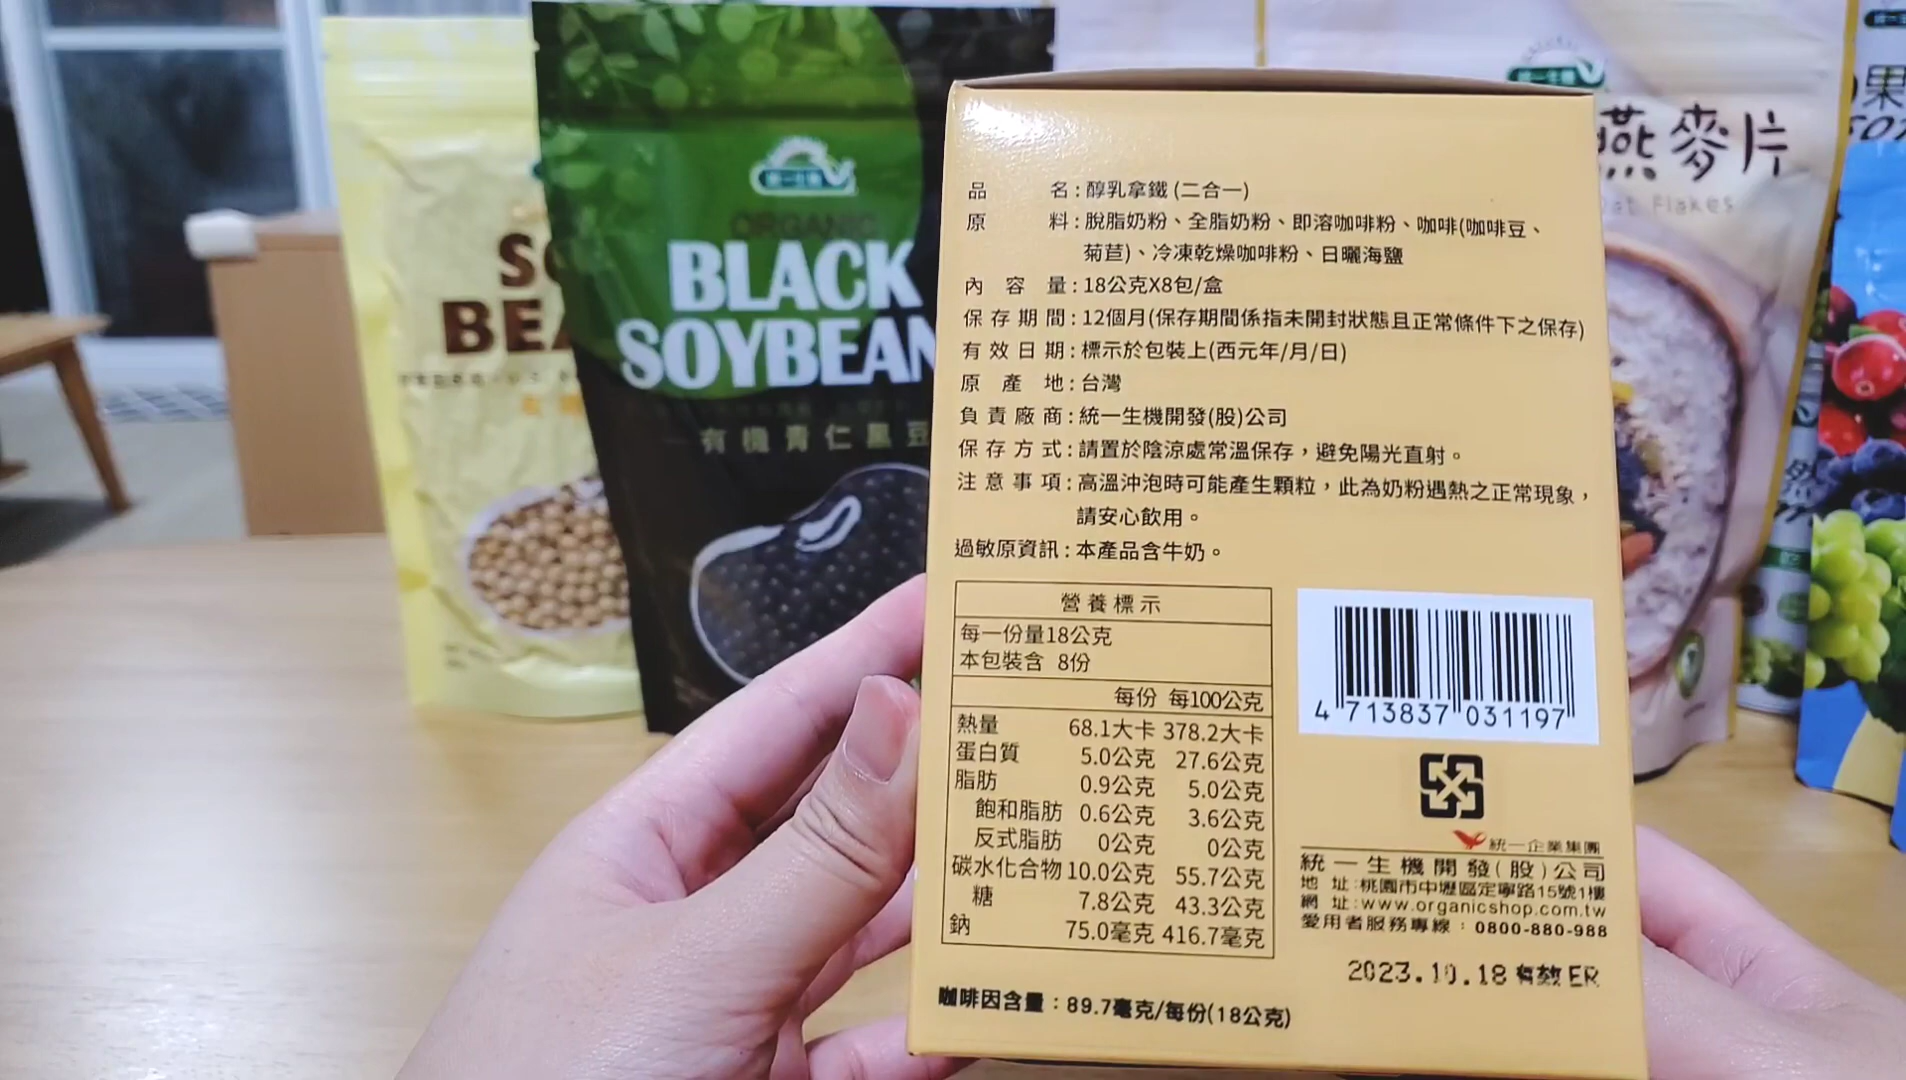 BLACK
SOYBEAN
有機青仁黑豆
燕麥片
Oat Flakes
品名:醇乳拿鐵(二合一)
原料:脫脂奶粉、全脂奶粉、即溶咖啡粉、咖啡(咖啡豆、
菊苣)、冷凍乾燥咖啡粉、日曬海鹽
內容量:18公克X8包/盒
保存期間:12個月(保存期間係指未開封狀態且正常條件下之保存)
有效日期:標示於包裝上(西元年/月/日)
原產地:台灣
負責廠商:統一生機開發(股)公司
保存方式:請置於陰涼處常溫保存,避免陽光直射。
注意事項:高溫沖泡時可能產生顆粒,此為奶粉遇熱之正常現象,
請安心飲用。
過敏原資訊:本產品含牛奶。
營養標示
每一份量18公克
本包裝含 8份
每份 每100公克
熱量 68.1大卡 378.2大卡
蛋白質 5.0公克 27.6公克
脂肪 0.9公克 5.0公克
飽和脂肪 0.6公克 3.6公克
反式脂肪 0公克 0公克
碳水化合物 10.0公克 55.7公克
糖 7.8公克 43.3公克
鈉 75.0毫克 416.7毫克
咖啡因含量:89.7毫克/每份(18公克)
4 713837 031197
統一企業集團
統一生機開發(股)公司
地址:桃園市中壢區定寧路15號1樓
網址:www.organicshop.com.tw
愛用者服務專線:0800-880-988
2023.10.18 有效 ER